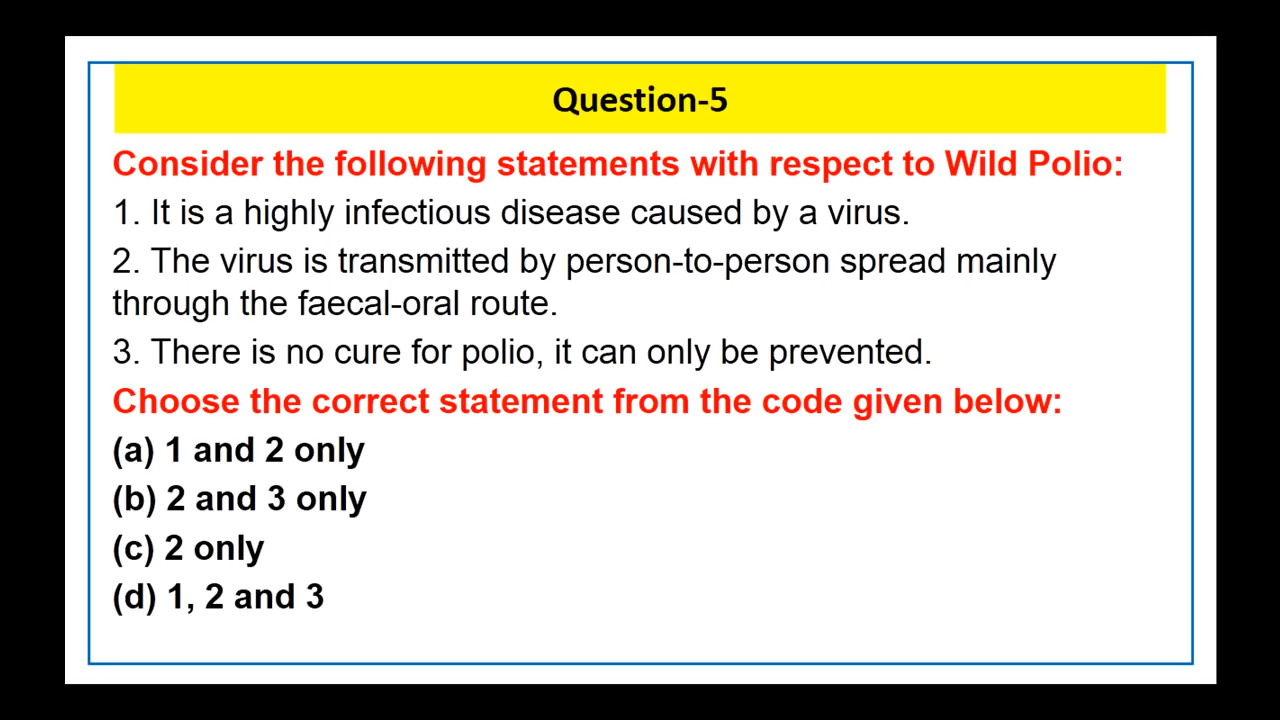 Question-5
Consider the following statements with respect to Wild Polio:
1. It is a highly infectious disease caused by a virus.
2. The virus is transmitted by person-to-person spread mainly
through the faecal-oral route.
3. There is no cure for polio, it can only be prevented.
Choose the correct statement from the code given below:
(a) 1 and 2 only
(b) 2 and 3 only
(c) 2 only
(d) 1, 2 and 3